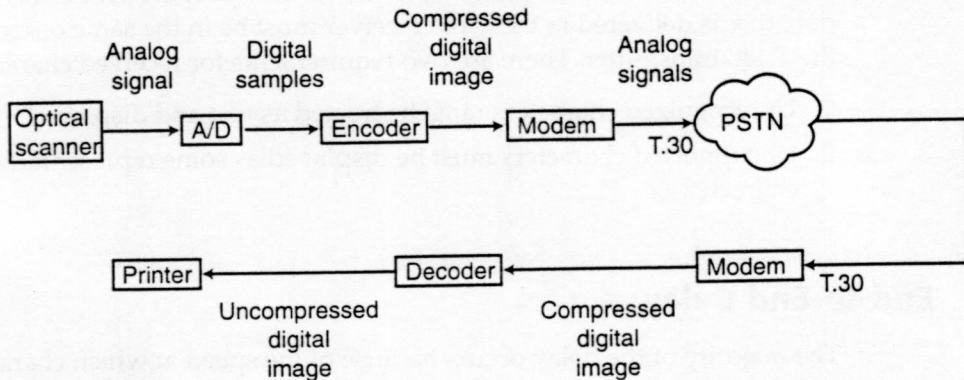 Analog signal
Digital samples
Compressed digital image
Analog signals
Optical scanner
A/D
Encoder
Modem
T.30
PSTN
Printer
Decoder
Modem
T.30
Uncompressed digital image
Compressed digital image